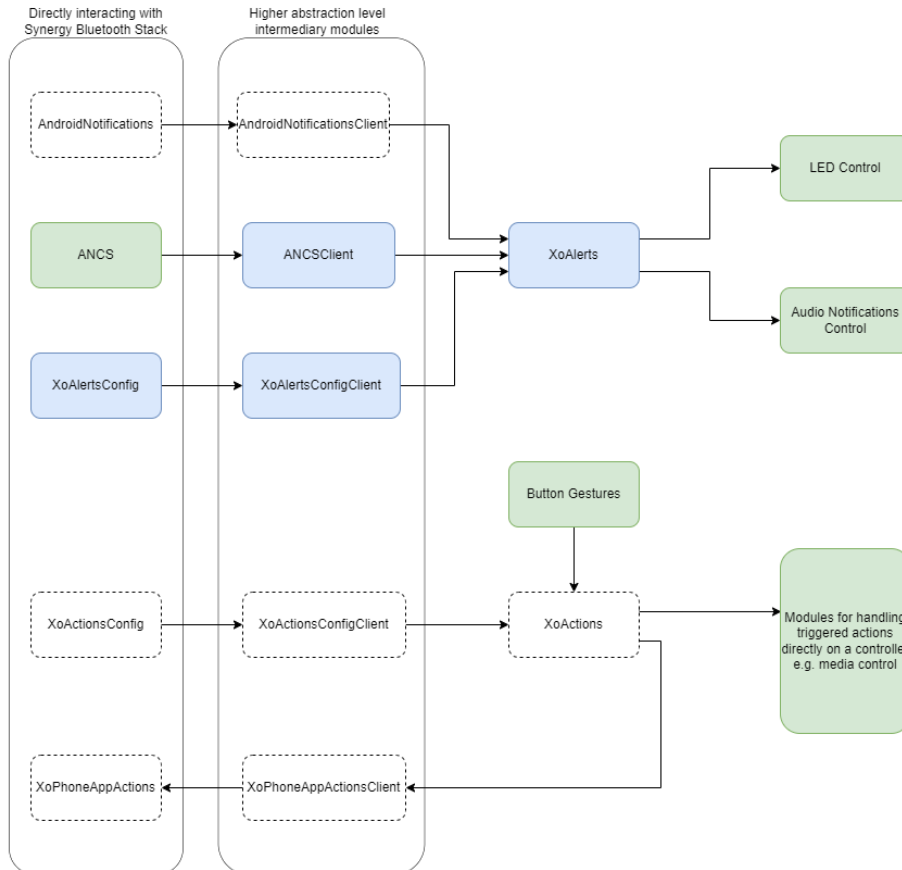 Directly interacting with
Synergy Bluetooth Stack
Higher abstraction level
intermediary modules
AndroidNotifications
AndroidNotificationsClient
LED Control
ANCS
ANCSClient
XoAlerts
Audio Notifications
Control
XoAlertsConfig
XoAlertsConfigClient
Button Gestures
XoActionsConfig
XoActionsConfigClient
XoActions
Modules for handling
triggered actions
directly on a controlle
e.g. media control
XoPhoneAppActions
XoPhoneAppActionsClient